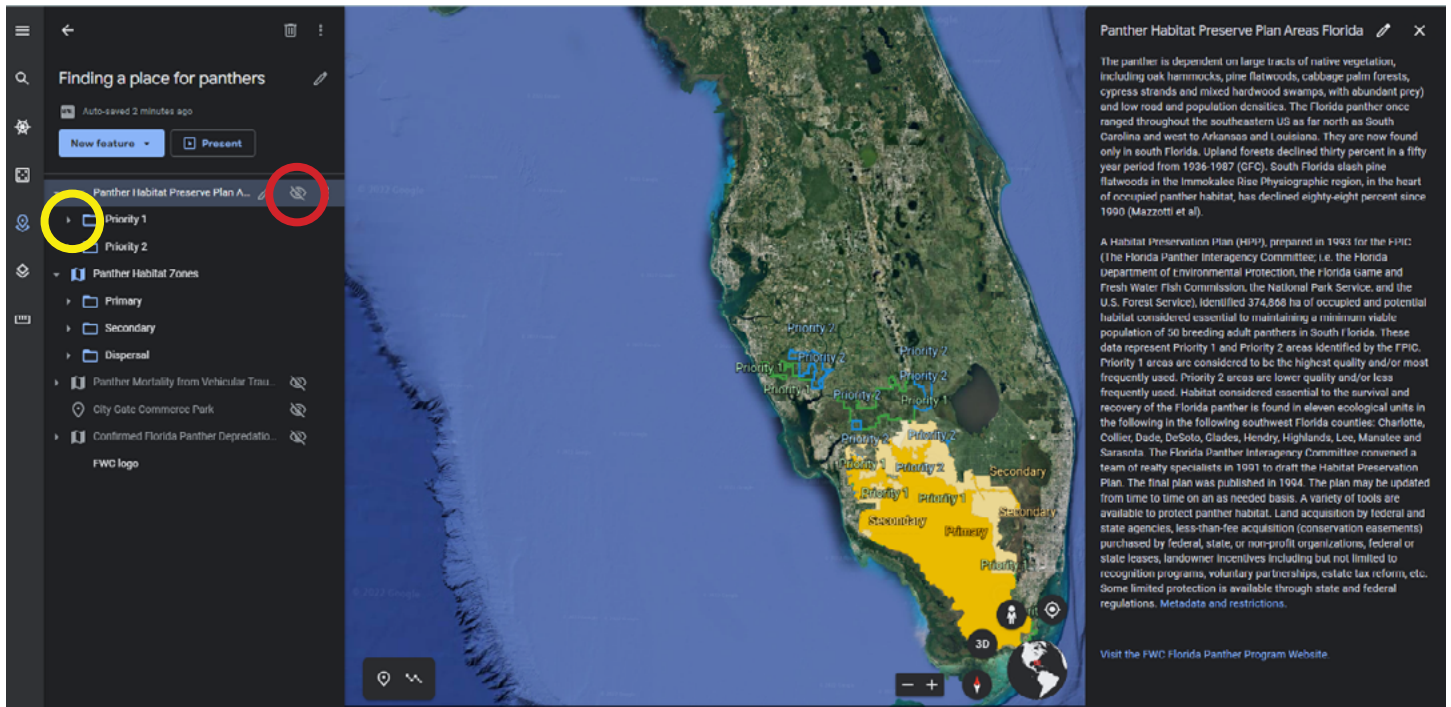 Finding a place for panthers
Auto-saved 2 minutes ago
New feature
Present
Panther Habitat Preserve Plan A...
Priority 1
Priority 2
Panther Habitat Zones
Primary
Secondary
Dispersal
Panther Mortality from Vehicular Trau...
City Gate Commerce Park
Confirmed Florida Panther Depredatio...
FWC logo
Priority 2
Priority 2
Priority 2
Priority 1
Priority 2
Priority 1
Priority 2
Priority 1
Priority 2
Priority 2
Priority 1
Priority 2
Secondary
Priority 1
Priority 1
Secondary
Secondary
Primary
Priority 1
3D
Panther Habitat Preserve Plan Areas Florida
The panther is dependent on large tracts of native vegetation,
including oak hammocks, pine flatwoods, cabbage palm forests,
cypress strands and mixed hardwood swamps, with abundant prey)
and low road and population densities. The Florida panther once
ranged throughout the southeastern US as far north as South
Carolina and west to Arkansas and Louisiana. They are now found
only in south Florida. Upland forests declined thirty percent in a fifty
year period from 1936-1987 (GFC). South Florida slash pine
flatwoods in the Immokalee Rise Physiographic region, in the heart
of occupied panther habitat, has declined eighty-eight percent since
1990 (Mazzotti et al).
A Habitat Preservation Plan (HPP), prepared in 1993 for the FPIC
(The Florida Panther Interagency Committee; i.e. the Florida
Department of Environmental Protection, the Florida Game and
Fresh Water Fish Commission, the National Park Service, and the
U.S. Forest Service), identified 374,868 ha of occupied and potential
habitat considered essential to maintaining a minimum viable
population of 50 breeding adult panthers in South Florida. These
data represent Priority 1 and Priority 2 areas identified by the FPIC.
Priority 1 areas are considered to be the highest quality and/or most
frequently used. Priority 2 areas are lower quality and/or less
frequently used. Habitat considered essential to the survival and
recovery of the Florida panther is found in eleven ecological units in
the following in the following southwest Florida counties: Charlotte,
Collier, Dade, DeSoto, Glades, Hendry, Highlands, Lee, Manatee and
Sarasota. The Florida Panther Interagency Committee convened a
team of realty specialists in 1991 to draft the Habitat Preservation
Plan. The final plan was published in 1994. The plan may be updated
from time to time on an as needed basis. A variety of tools are
available to protect panther habitat. Land acquisition by federal and
state agencies, less-than-fee acquisition (conservation easements)
purchased by federal, state, or non-profit organizations, federal or
state leases, landowner incentives including but not limited to
recognition programs, voluntary partnerships, estate tax reform, etc.
Some limited protection is available through state and federal
regulations. Metadata and restrictions.
Visit the FWC Florida Panther Program Website.